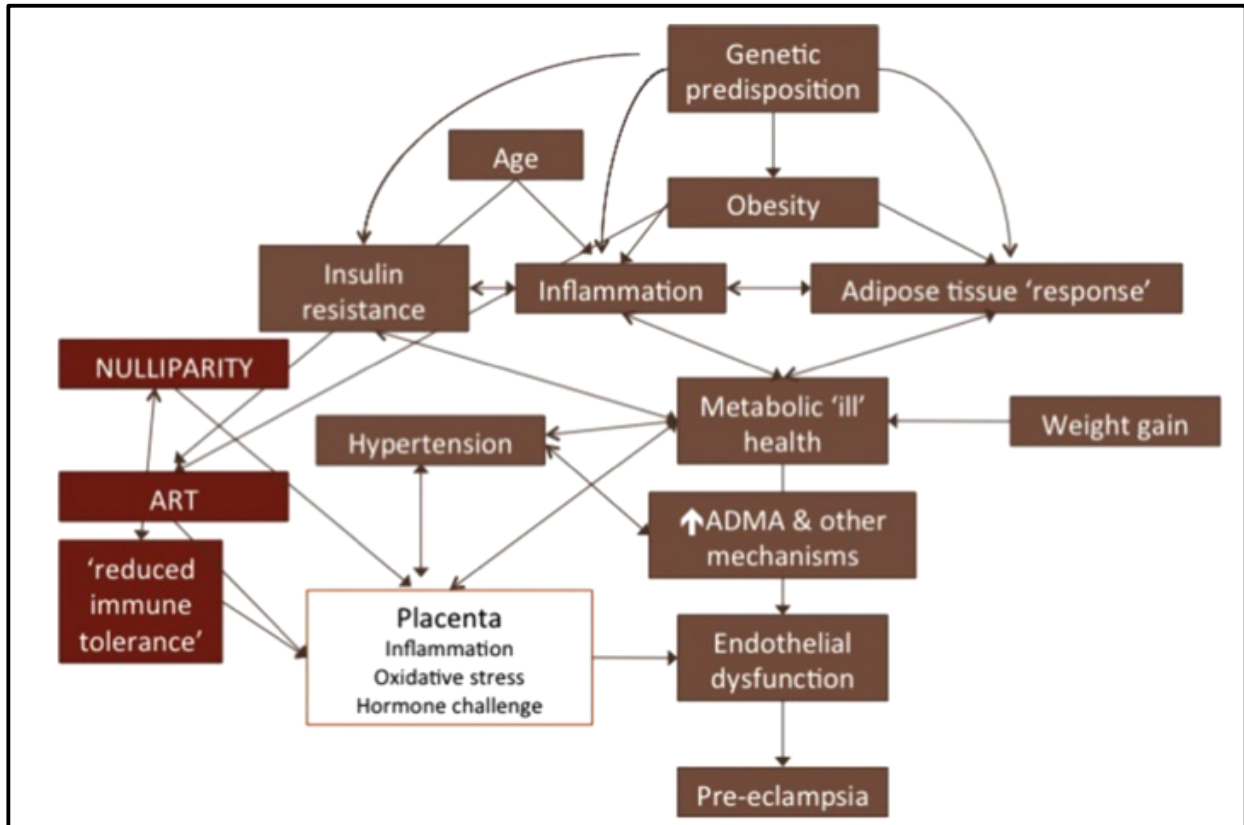 Genetic
predisposition
Age
Obesity
Insulin
resistance
Inflammation
Adipose tissue ‘response’
NULLIPARITY
Metabolic ‘ill’
health
Weight gain
Hypertension
ART
↑ADMA & other
mechanisms
‘reduced
immune
tolerance’
Placenta
Inflammation
Oxidative stress
Hormone challenge
Endothelial
dysfunction
Pre-eclampsia